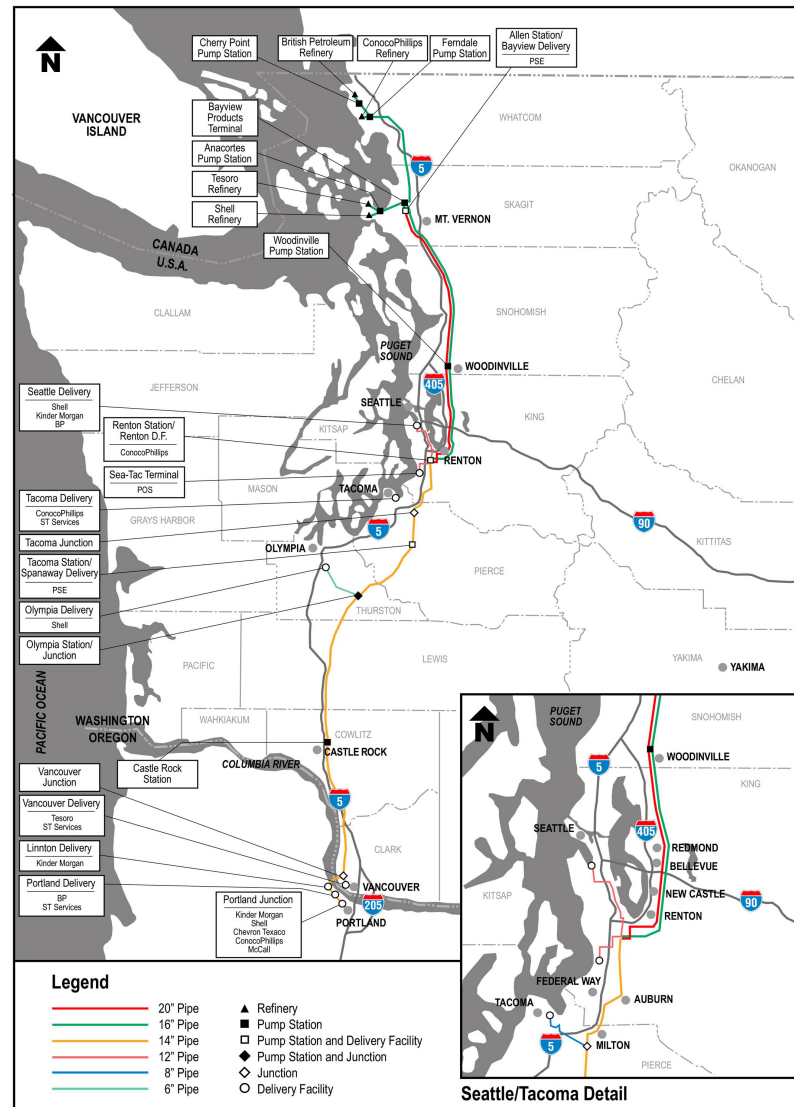 N
Cherry Point
Pump Station
British Petroleum
Refinery
ConocoPhillips
Refinery
Ferndale
Pump Station
Allen Station/
Bayview Delivery
PSE
VANCOUVER
ISLAND
Bayview
Products
Terminal
Anacortes
Pump Station
Tesoro
Refinery
Shell
Refinery
WHATCOM
OKANOGAN
5
SKAGIT
MT. VERNON
Woodinville
Pump Station
CANADA
U.S.A.
CLALLAM
SNOHOMISH
PUGET
SOUND
WOODINVILLE
405
CHELAN
JEFFERSON
SEATTLE
KING
Seattle Delivery
Shell
Kinder Morgan
BP
KITSAP
Renton Station/
Renton D.F.
ConocoPhillips
RENTON
Sea-Tac Terminal
POS
MASON
TACOMA
Tacoma Delivery
ConocoPhillips
ST Services
GRAYS HARBOR
90
5
KITTITAS
Tacoma Junction
OLYMPIA
Tacoma Station/
Spanaway Delivery
PSE
PIERCE
Olympia Delivery
Shell
THURSTON
Olympia Station/
Junction
PACIFIC
LEWIS
YAKIMA
YAKIMA
PACIFIC OCEAN
WASHINGTON
OREGON
WAHKIAKUM
COWLITZ
CASTLE ROCK
Castle Rock
Station
COLUMBIA RIVER
Vancouver
Junction
5
Vancouver Delivery
Tesoro
ST Services
CLARK
Linnton Delivery
Kinder Morgan
VANCOUVER
Portland Delivery
BP
ST Services
205
PORTLAND
Portland Junction
Kinder Morgan
Shell
Chevron Texaco
ConocoPhillips
McCall
N
PUGET
SOUND
SNOHOMISH
WOODINVILLE
5
KING
405
SEATTLE
REDMOND
BELLEVUE
KITSAP
NEW CASTLE
90
RENTON
FEDERAL WAY
TACOMA
AUBURN
5
MILTON
PIERCE
Seattle/Tacoma Detail
Legend
20" Pipe
16" Pipe
14" Pipe
12" Pipe
8" Pipe
6" Pipe
Refinery
Pump Station
Pump Station and Delivery Facility
Pump Station and Junction
Junction
Delivery Facility